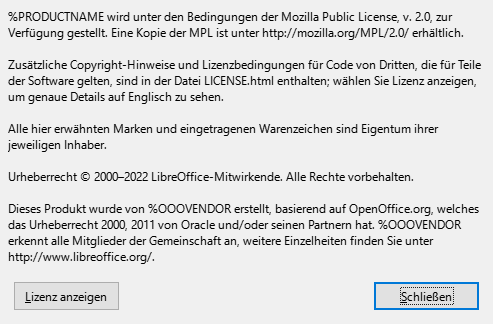 %PRODUCTNAME wird unter den Bedingungen der Mozilla Public License, v. 2.0, zur
Verfügung gestellt. Eine Kopie der MPL ist unter http://mozilla.org/MPL/2.0/ erhältlich.
Zusätzliche Copyright-Hinweise und Lizenzbedingungen für Code von Dritten, die für Teile
der Software gelten, sind in der Datei LICENSE.html enthalten; wählen Sie Lizenz anzeigen,
um genaue Details auf Englisch zu sehen.
Alle hier erwähnten Marken und eingetragenen Warenzeichen sind Eigentum ihrer
jeweiligen Inhaber.
Urheberrecht © 2000–2022 LibreOffice-Mitwirkende. Alle Rechte vorbehalten.
Dieses Produkt wurde von %OOOVENDOR erstellt, basierend auf OpenOffice.org, welches
das Urheberrecht 2000, 2011 von Oracle und/oder seinen Partnern hat. %OOOVENDOR
erkennt alle Mitglieder der Gemeinschaft an, weitere Einzelheiten finden Sie unter
http://www.libreoffice.org/.
Lizenz anzeigen
Schließen